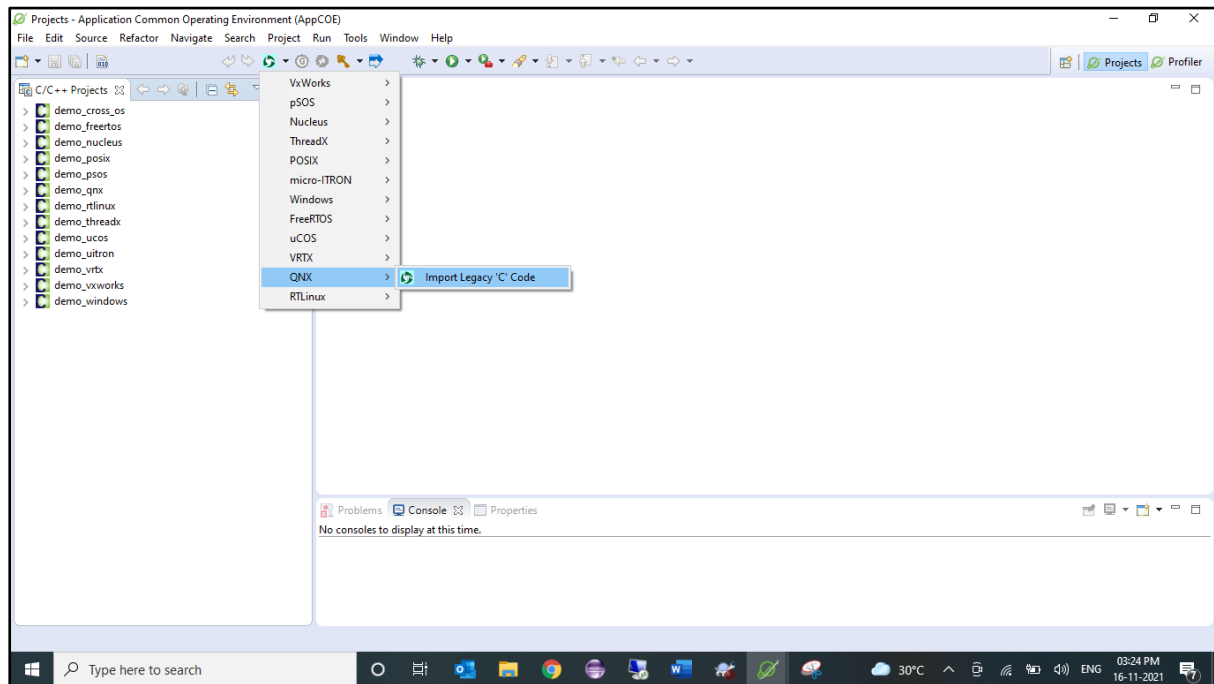 Projects - Application Common Operating Environment (AppCOE)
File Edit Source Refactor Navigate Search Project Run Tools Window Help
Projects Profiler
C/C++ Projects
demo_cross_os
demo_freertos
demo_nucleus
demo_posix
demo_psos
demo_qnx
demo_rtlinux
demo_threadx
demo_ucos
demo_uitron
demo_vrtx
demo_vxworks
demo_windows
VxWorks
pSOS
Nucleus
ThreadX
POSIX
micro-ITRON
Windows
FreeRTOS
uCOS
VRTX
QNX
Import Legacy 'C' Code
RTLinux
Problems Console Properties
No consoles to display at this time.
Type here to search
30°C
ENG
03:24 PM
16-11-2021